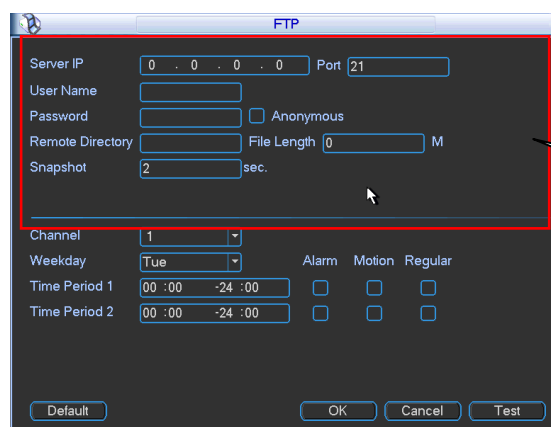 FTP
Server IP 0 . 0 . 0 . 0 Port 21
User Name
Password Anonymous
Remote Directory File Length 0 M
Snapshot 2 sec.
Channel 1
Weekday Tue Alarm Motion Regular
Time Period 1 00 :00 -24 :00
Time Period 2 00 :00 -24 :00
Default OK Cancel Test